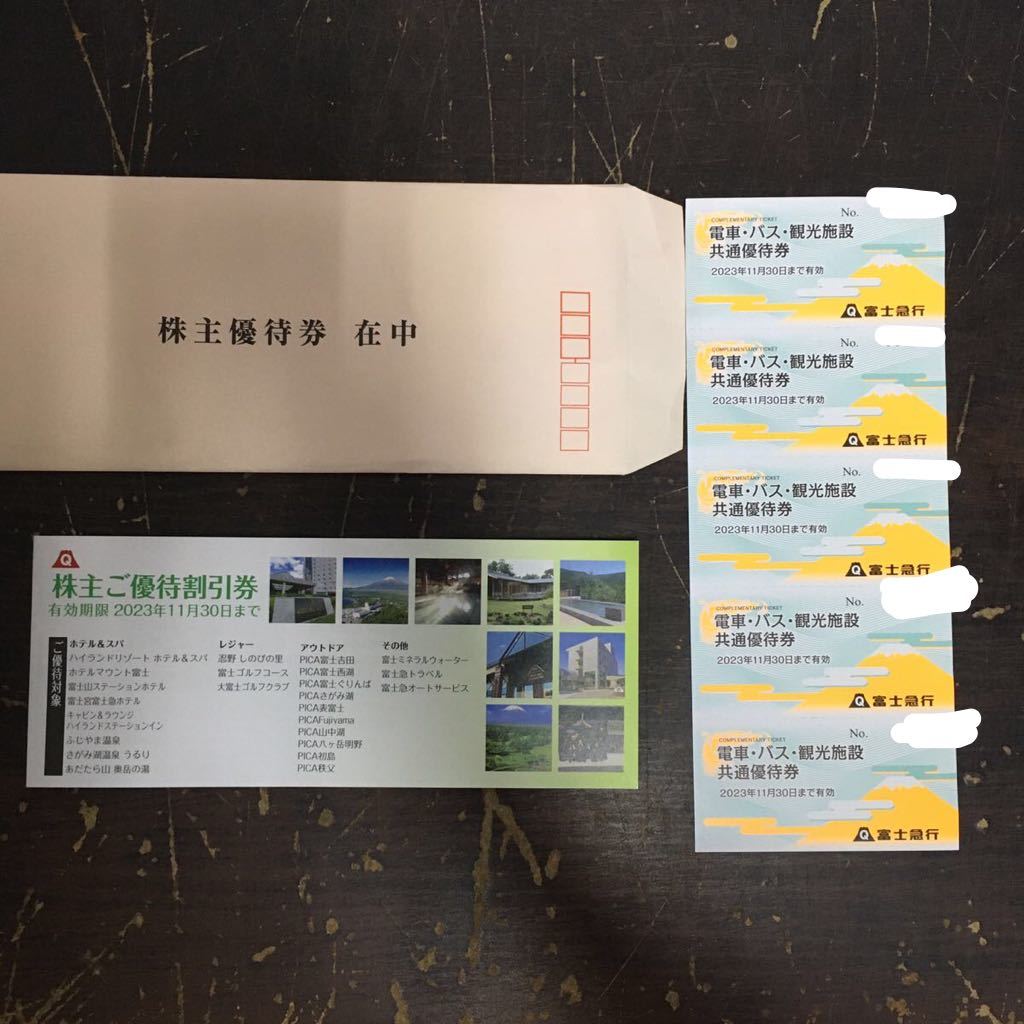 株主優待券 在中
Q
株主ご優待割引券
有効期限 2023年11月30日まで
ご優待対象
ホテル&スパ
ハイランドリゾート ホテル&スパ
ホテルマウント富士
富士山ステーションホテル
富士宮富士急ホテル
キャビン&ラウンジ
ハイランドステーションイン
ふじやま温泉
さがみ湖温泉 うるり
あだたら山 奥岳の湯
レジャー
忍野 しのびの里
富士ゴルフコース
大富士ゴルフクラブ
アウトドア
PICA富士吉田
PICA富士西湖
PICA富士ぐりんぱ
PICAさがみ湖
PICA表富士
PICAFujiyama
PICA山中湖
PICA八ヶ岳明野
PICA初島
PICA秩父
その他
富士ミネラルウォーター
富士急トラベル
富士急オートサービス
No.
COMPLEMENTARY TICKET
電車・バス・観光施設
共通優待券
2023年11月30日まで有効
Q 富士急行
No.
COMPLEMENTARY TICKET
電車・バス・観光施設
共通優待券
2023年11月30日まで有効
Q 富士急行
No.
COMPLEMENTARY TICKET
電車・バス・観光施設
共通優待券
2023年11月30日まで有効
Q 富士急行
No.
COMPLEMENTARY TICKET
電車・バス・観光施設
共通優待券
2023年11月30日まで有効
Q 富士急行
No.
COMPLEMENTARY TICKET
電車・バス・観光施設
共通優待券
2023年11月30日まで有効
Q 富士急行